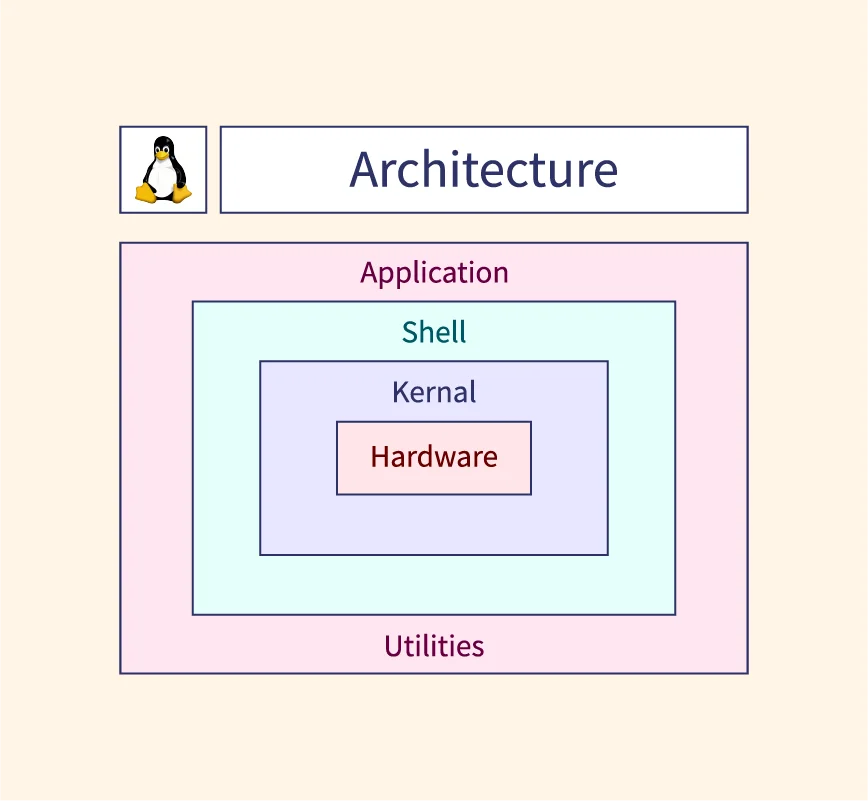 Architecture
Application
Shell
Kernal
Hardware
Utilities